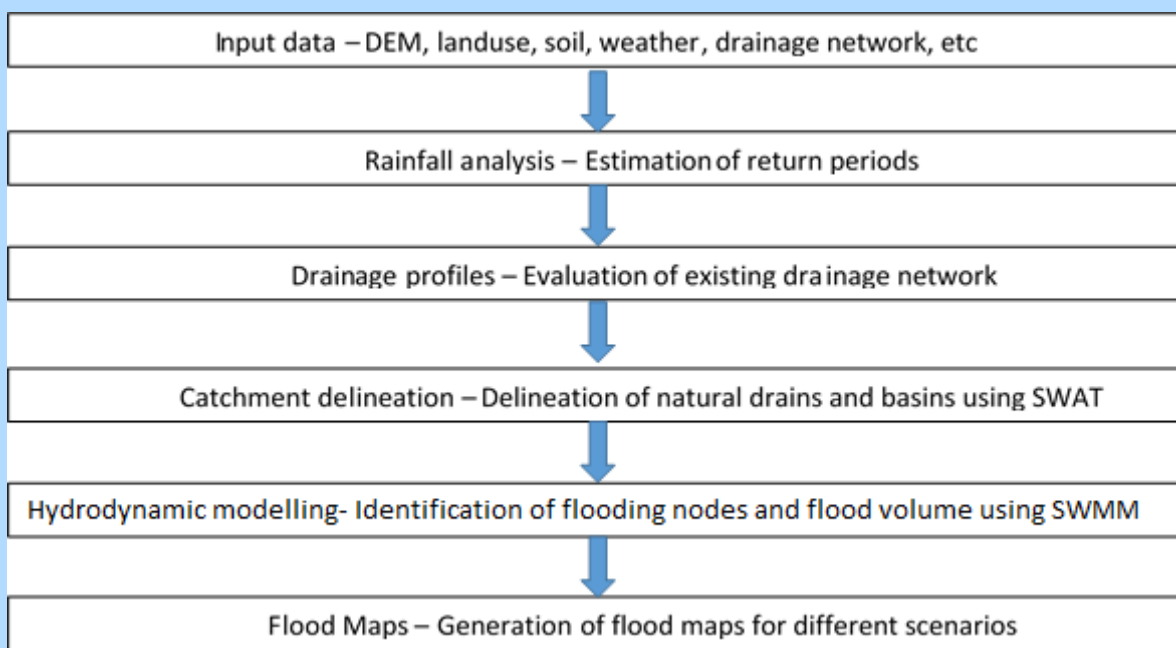 Input data – DEM, landuse, soil, weather, drainage network, etc
Rainfall analysis – Estimation of return periods
Drainage profiles – Evaluation of existing drainage network
Catchment delineation – Delineation of natural drains and basins using SWAT
Hydrodynamic modelling- Identification of flooding nodes and flood volume using SWMM
Flood Maps – Generation of flood maps for different scenarios